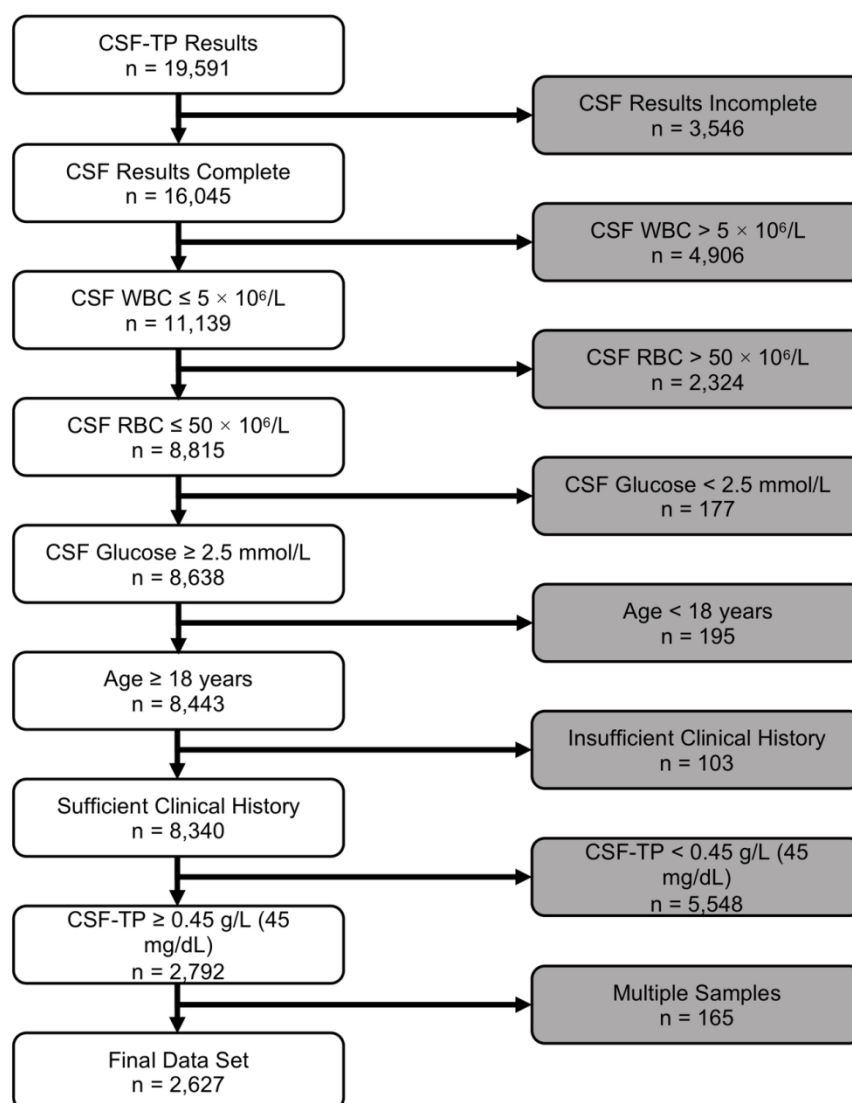 CSF-TP Results
n = 19,591
CSF Results Incomplete
n = 3,546
CSF Results Complete
n = 16,045
CSF WBC > 5 × 10⁶/L
n = 4,906
CSF WBC ≤ 5 × 10⁶/L
n = 11,139
CSF RBC > 50 × 10⁶/L
n = 2,324
CSF RBC ≤ 50 × 10⁶/L
n = 8,815
CSF Glucose < 2.5 mmol/L
n = 177
CSF Glucose ≥ 2.5 mmol/L
n = 8,638
Age < 18 years
n = 195
Age ≥ 18 years
n = 8,443
Insufficient Clinical History
n = 103
Sufficient Clinical History
n = 8,340
CSF-TP < 0.45 g/L (45
mg/dL)
n = 5,548
CSF-TP ≥ 0.45 g/L (45
mg/dL)
n = 2,792
Multiple Samples
n = 165
Final Data Set
n = 2,627